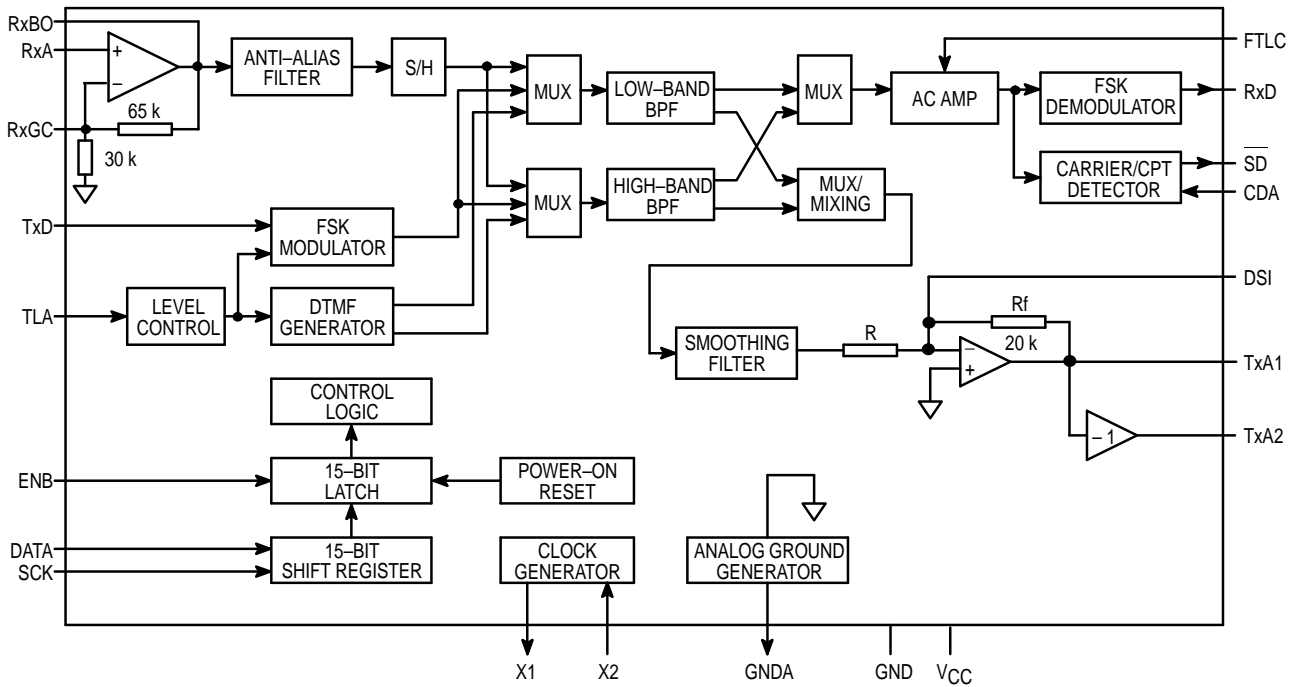 RxBO
RxA
+
−
RxGC
65 k
30 k
ANTI–ALIAS
FILTER
S/H
MUX
LOW–BAND
BPF
MUX
AC AMP
FSK
DEMODULATOR
FTLC
RxD
MUX
HIGH–BAND
BPF
MUX/
MIXING
CARRIER/CPT
DETECTOR
SD
CDA
TxD
FSK
MODULATOR
TLA
LEVEL
CONTROL
DTMF
GENERATOR
SMOOTHING
FILTER
R
Rf
20 k
−
+
DSI
TxA1
– 1
TxA2
CONTROL
LOGIC
ENB
15–BIT
LATCH
POWER–ON
RESET
DATA
SCK
15–BIT
SHIFT REGISTER
CLOCK
GENERATOR
ANALOG GROUND
GENERATOR
X1
X2
GNDA
GND
VCC